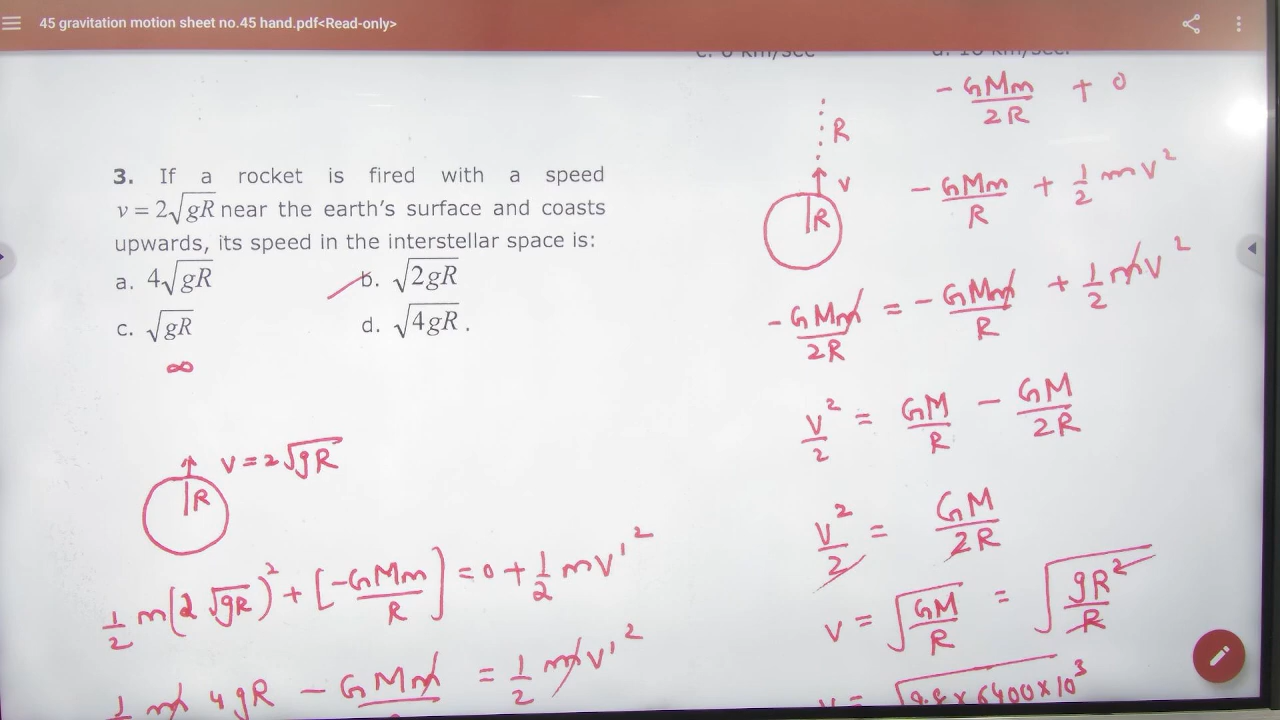 45 gravitation motion sheet no.45 hand.pdf<Read-only>
3. If a rocket is fired with a speed
v = 2√gR near the earth's surface and coasts
upwards, its speed in the interstellar space is:
a. 4√gR b. √2gR
c. √gR d. √4gR .
∞
V = 2√gR
R
1/2 m(2√gR)² + [-GMm/R] = 0 + 1/2 mv'²
1/2 m 4gR - GMm = 1/2 mv'²
- GMm/2R + 0
R
V
R
- GMm/R + 1/2 mv²
- GMm/2R = - GMm/R + 1/2 mv²
V²/2 = GM/R - GM/2R
V²/2 = GM/2R
V = √GM/R = √gR²/R
V = √9.8 x 6400 x 10³